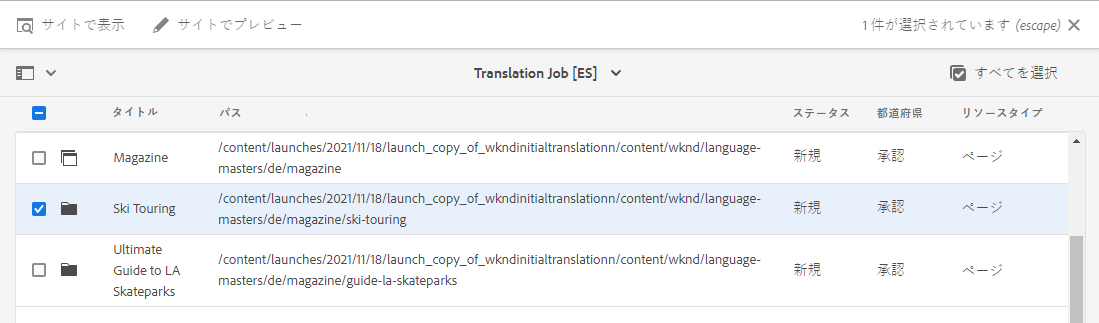 サイトで表示 サイトでプレビュー 1 件が選択されています (escape)
Translation Job [ES] すべてを選択
タイトル パス ステータス 都道府県 リソースタイプ
Magazine /content/launches/2021/11/18/launch_copy_of_wkndinitialtranslationn/content/wknd/language-
masters/de/magazine 新規 承認 ページ
Ski Touring /content/launches/2021/11/18/launch_copy_of_wkndinitialtranslationn/content/wknd/language-
masters/de/magazine/ski-touring 新規 承認 ページ
Ultimate
Guide to LA
Skateparks /content/launches/2021/11/18/launch_copy_of_wkndinitialtranslationn/content/wknd/language-
masters/de/magazine/guide-la-skateparks 新規 承認 ページ